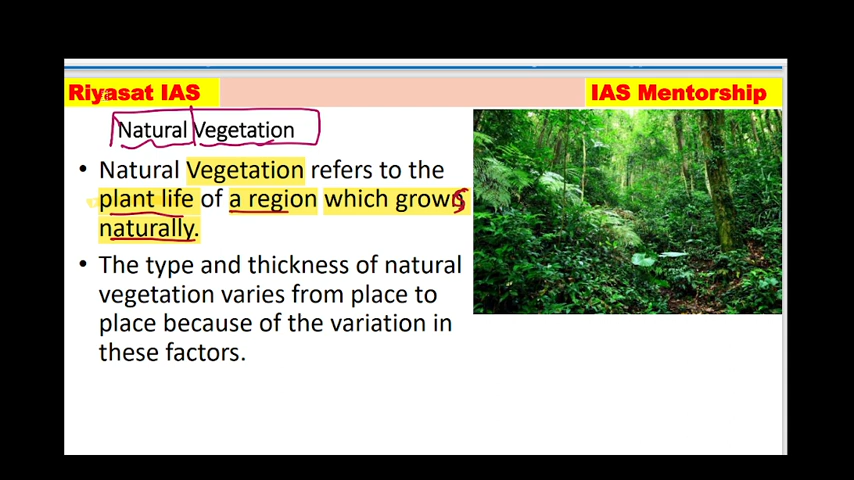 Riyasat IAS
IAS Mentorship
Natural Vegetation
• Natural Vegetation refers to the
plant life of a region which grows
naturally.
• The type and thickness of natural
vegetation varies from place to
place because of the variation in
these factors.